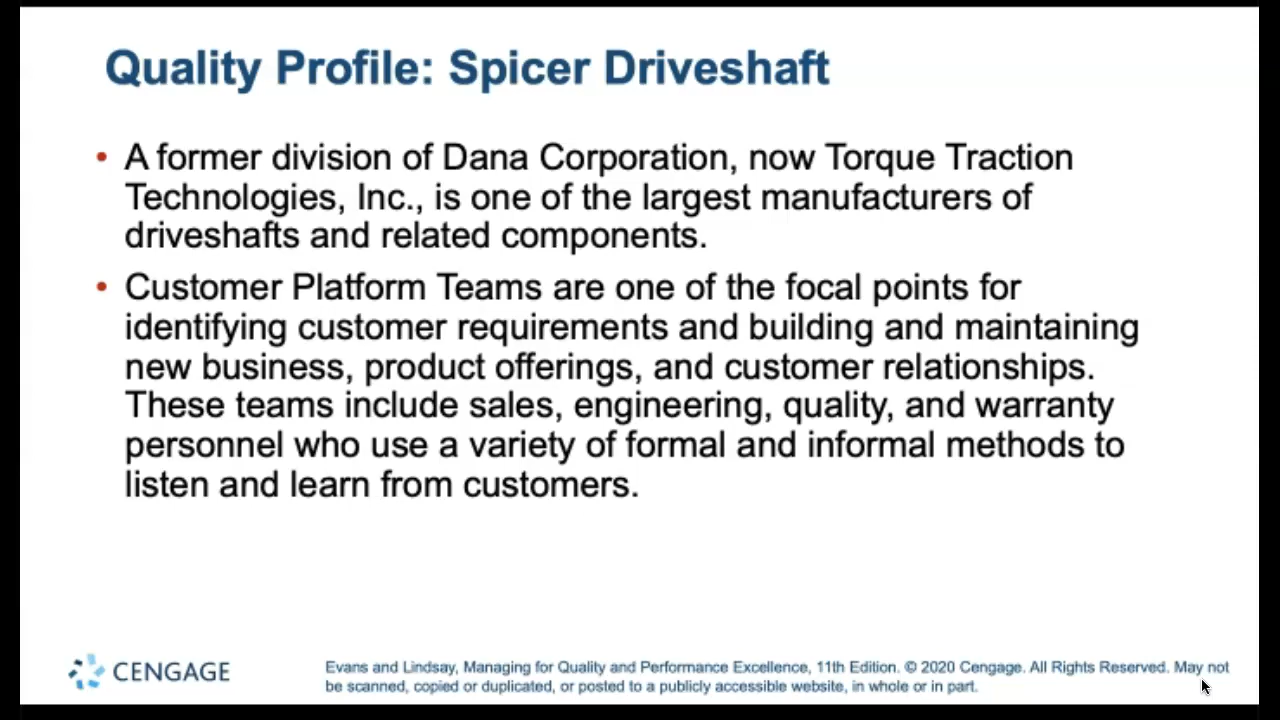 Quality Profile: Spicer Driveshaft
• A former division of Dana Corporation, now Torque Traction
Technologies, Inc., is one of the largest manufacturers of
driveshafts and related components.
• Customer Platform Teams are one of the focal points for
identifying customer requirements and building and maintaining
new business, product offerings, and customer relationships.
These teams include sales, engineering, quality, and warranty
personnel who use a variety of formal and informal methods to
listen and learn from customers.
CENGAGE
Evans and Lindsay, Managing for Quality and Performance Excellence, 11th Edition. © 2020 Cengage. All Rights Reserved. May not
be scanned, copied or duplicated, or posted to a publicly accessible website, in whole or in part.